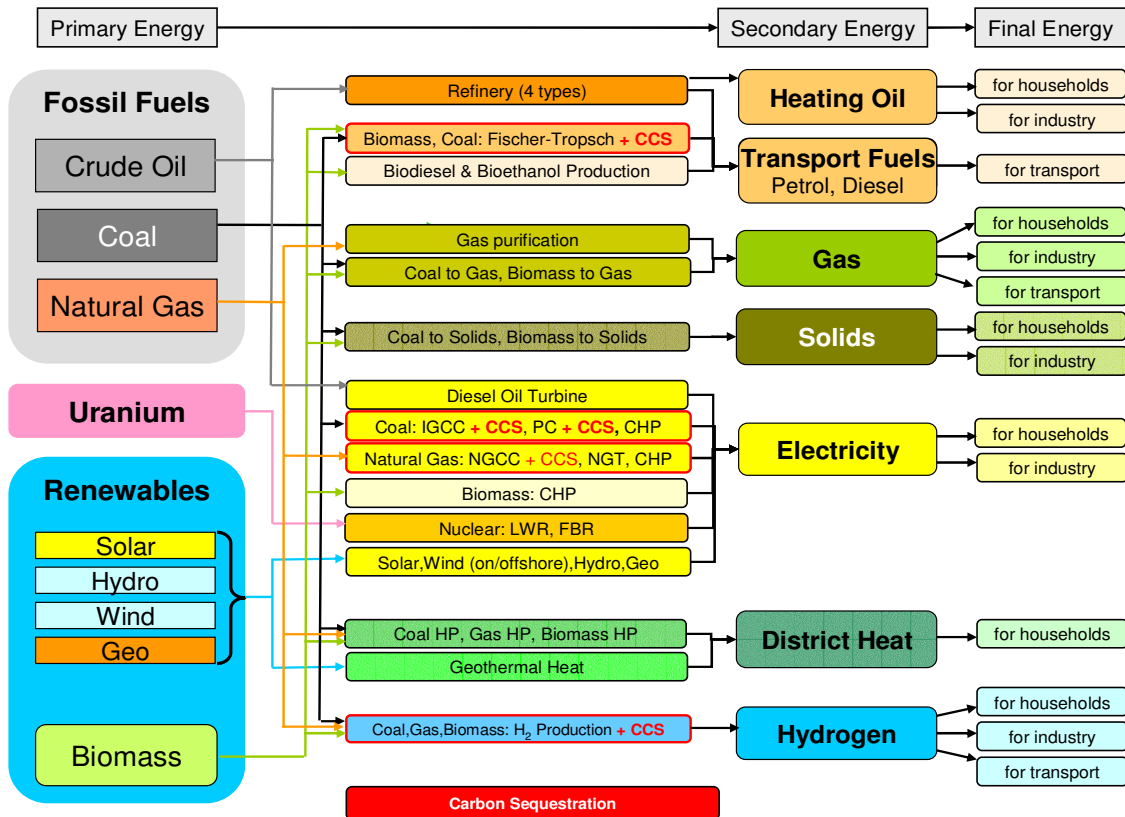 Primary Energy
Secondary Energy
Final Energy
Fossil Fuels
Crude Oil
Coal
Natural Gas
Uranium
Renewables
Solar
Hydro
Wind
Geo
Biomass
Refinery (4 types)
Biomass, Coal: Fischer-Tropsch + CCS
Biodiesel & Bioethanol Production
Gas purification
Coal to Gas, Biomass to Gas
Coal to Solids, Biomass to Solids
Diesel Oil Turbine
Coal: IGCC + CCS, PC + CCS, CHP
Natural Gas: NGCC + CCS, NGT, CHP
Biomass: CHP
Nuclear: LWR, FBR
Solar,Wind (on/offshore),Hydro,Geo
Coal HP, Gas HP, Biomass HP
Geothermal Heat
Coal,Gas,Biomass: H₂ Production + CCS
Carbon Sequestration
Heating Oil
Transport Fuels
Petrol, Diesel
Gas
Solids
Electricity
District Heat
Hydrogen
for households
for industry
for transport
for households
for industry
for transport
for households
for industry
for households
for industry
for households
for households
for industry
for transport